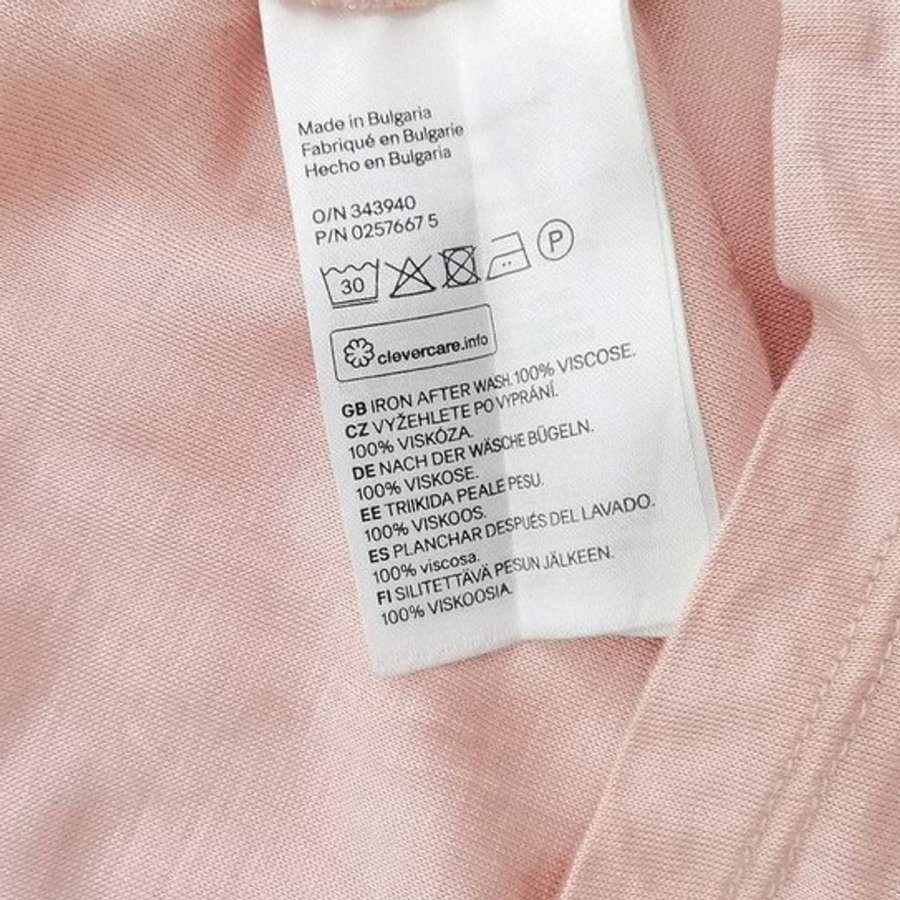 Made in Bulgaria
Fabriqué en Bulgarie
Hecho en Bulgaria
O/N 343940
P/N 0257667 5
30 P
clevercare.info
GB IRON AFTER WASH. 100% VISCOSE.
CZ VYŽEHLETE PO VYPRÁNÍ.
100% VISKÓZA.
DE NACH DER WÄSCHE BÜGELN.
100% VISKOSE.
EE TRIIKIDA PEALE PESU.
100% VISKOOS.
ES PLANCHAR DESPUÉS DEL LAVADO.
100% viscosa.
FI SILITETTÄVÄ PESUN JÄLKEEN.
100% VISKOOSIA.